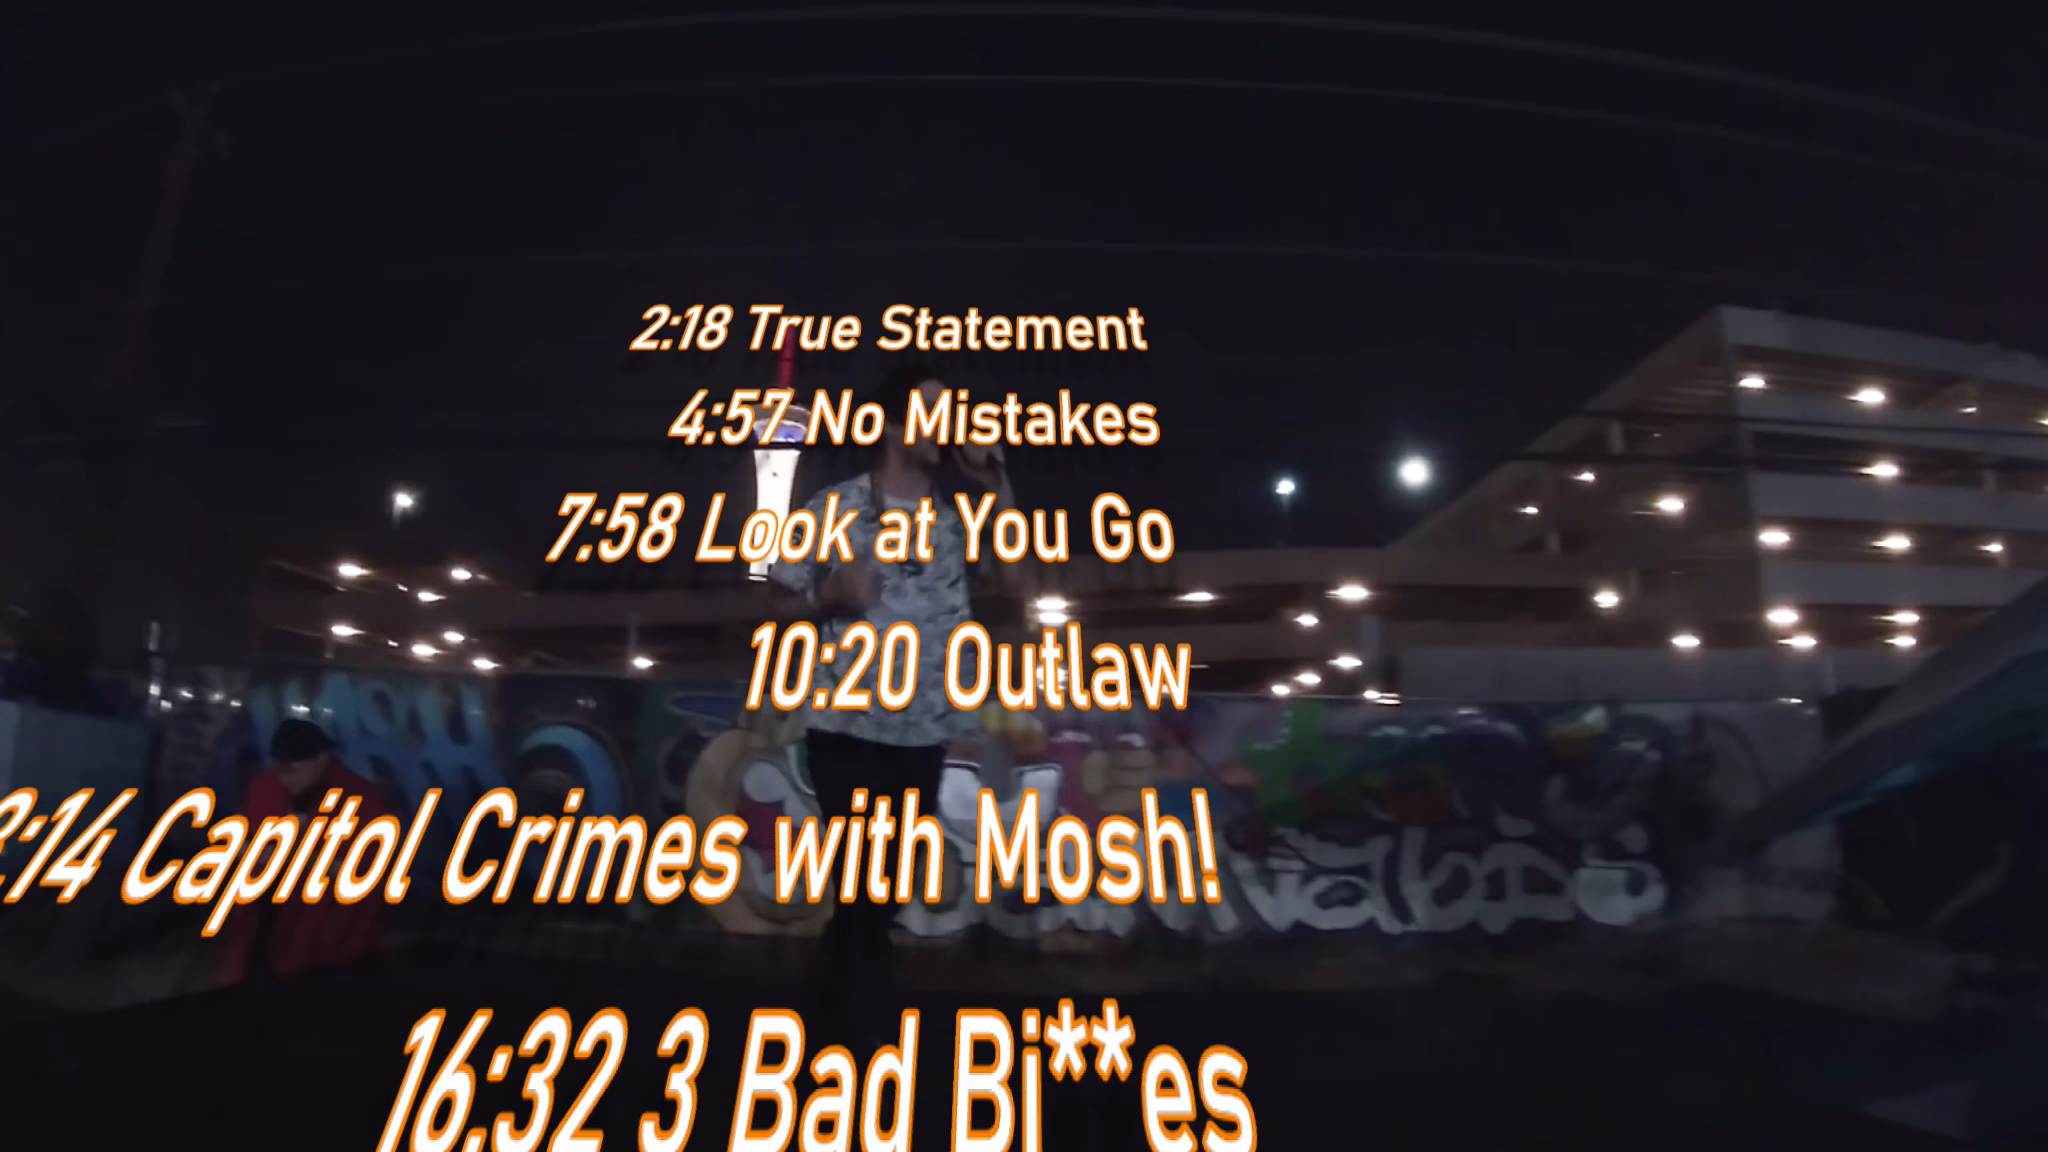 2:18 True Statement
4:57 No Mistakes
7:58 Look at You Go
10:20 Outlaw
:14 Capitol Crimes with Mosh!
16:32 3 Bad Bi**es